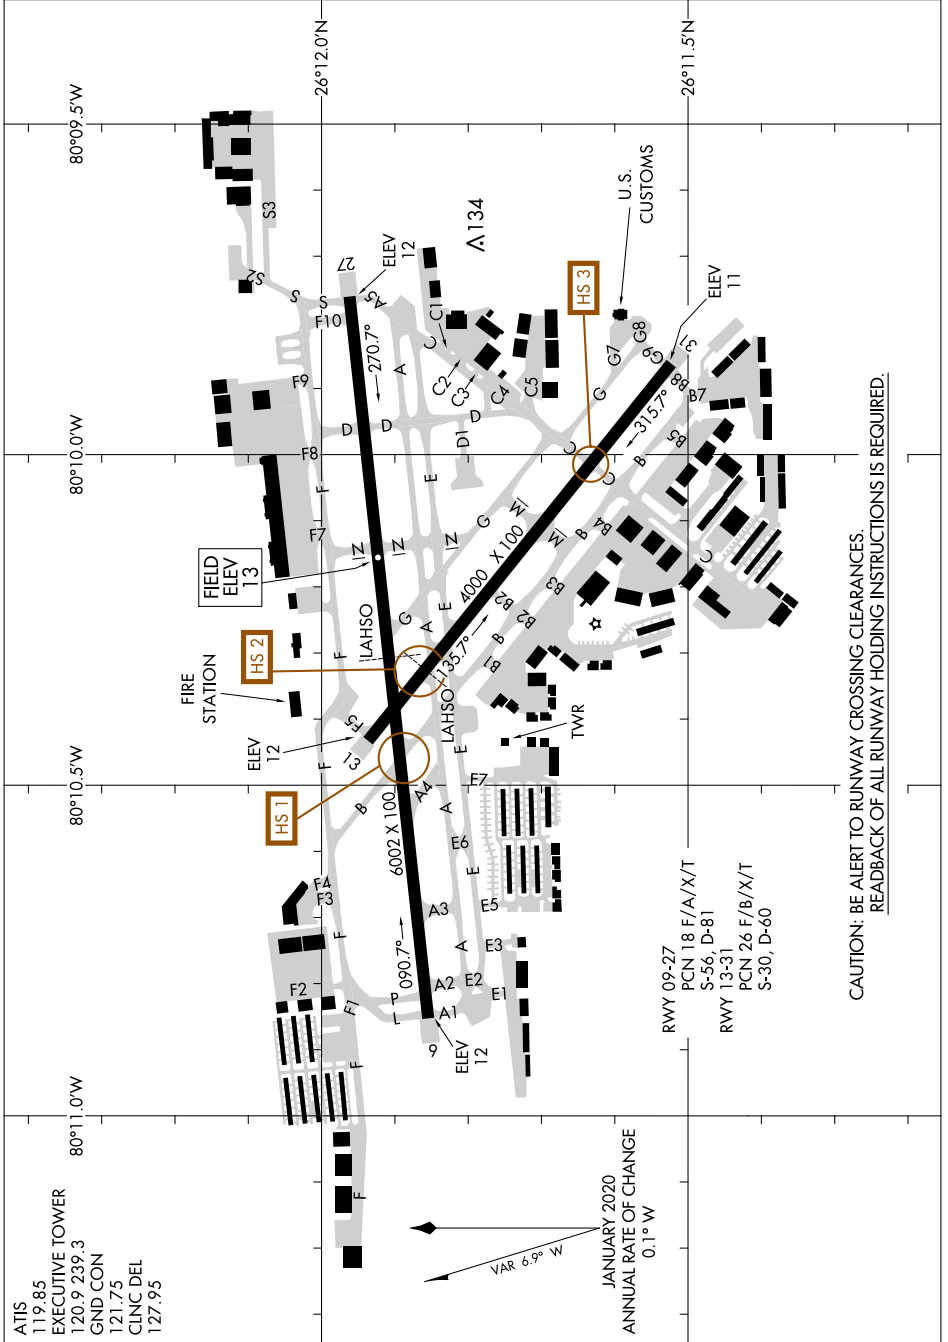 ATIS
119.85
EXECUTIVE TOWER
120.9 239.3
GND CON
121.75
CLNC DEL
127.95
80°11.0'W
80°10.5'W
80°10.0'W
80°09.5'W
26°12.0'N
26°11.5'N
FIRE
STATION
FIELD
ELEV
13
HS 1
HS 2
HS 3
ELEV
12
ELEV
12
ELEV
12
ELEV
11
U.S.
CUSTOMS
TWR
LAHSO
LAHSO
9
27
13
31
090.7°
6002 X 100
270.7°
135.7°
4000 X 100
315.7°
134
F
F
F1
F2
F
F3
F4
F
F5
F
F7
F
F8
F9
F10
S
S
S2
S3
L
P
A1
A2
A
A3
A
A4
A
A
A5
B
B1
B
B2
B2
B3
B
B4
B
B5
B7
B8
C
C1
C2
C3
C4
C5
C
C
C
D
D
D
D1
E1
E2
E3
E5
E
E6
E7
E
E
E
G
G
G
G7
G8
G9
M
M
N
N
N
VAR 6.9° W
JANUARY 2020
ANNUAL RATE OF CHANGE
0.1° W
RWY 09-27
PCN 18 F/A/X/T
S-56, D-81
RWY 13-31
PCN 26 F/B/X/T
S-30, D-60
CAUTION: BE ALERT TO RUNWAY CROSSING CLEARANCES.
READBACK OF ALL RUNWAY HOLDING INSTRUCTIONS IS REQUIRED.